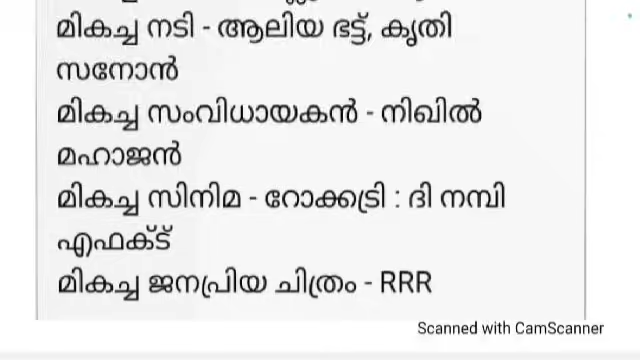 മികച്ച നടി - ആലിയ ഭട്ട്, കൃതി
സനോൻ
മികച്ച സംവിധായകൻ - നിഖിൽ
മഹാജൻ
മികച്ച സിനിമ - റോക്കട്രി : ദി നമ്പി
എഫക്ട്
മികച്ച ജനപ്രിയ ചിത്രം - RRR
Scanned with CamScanner